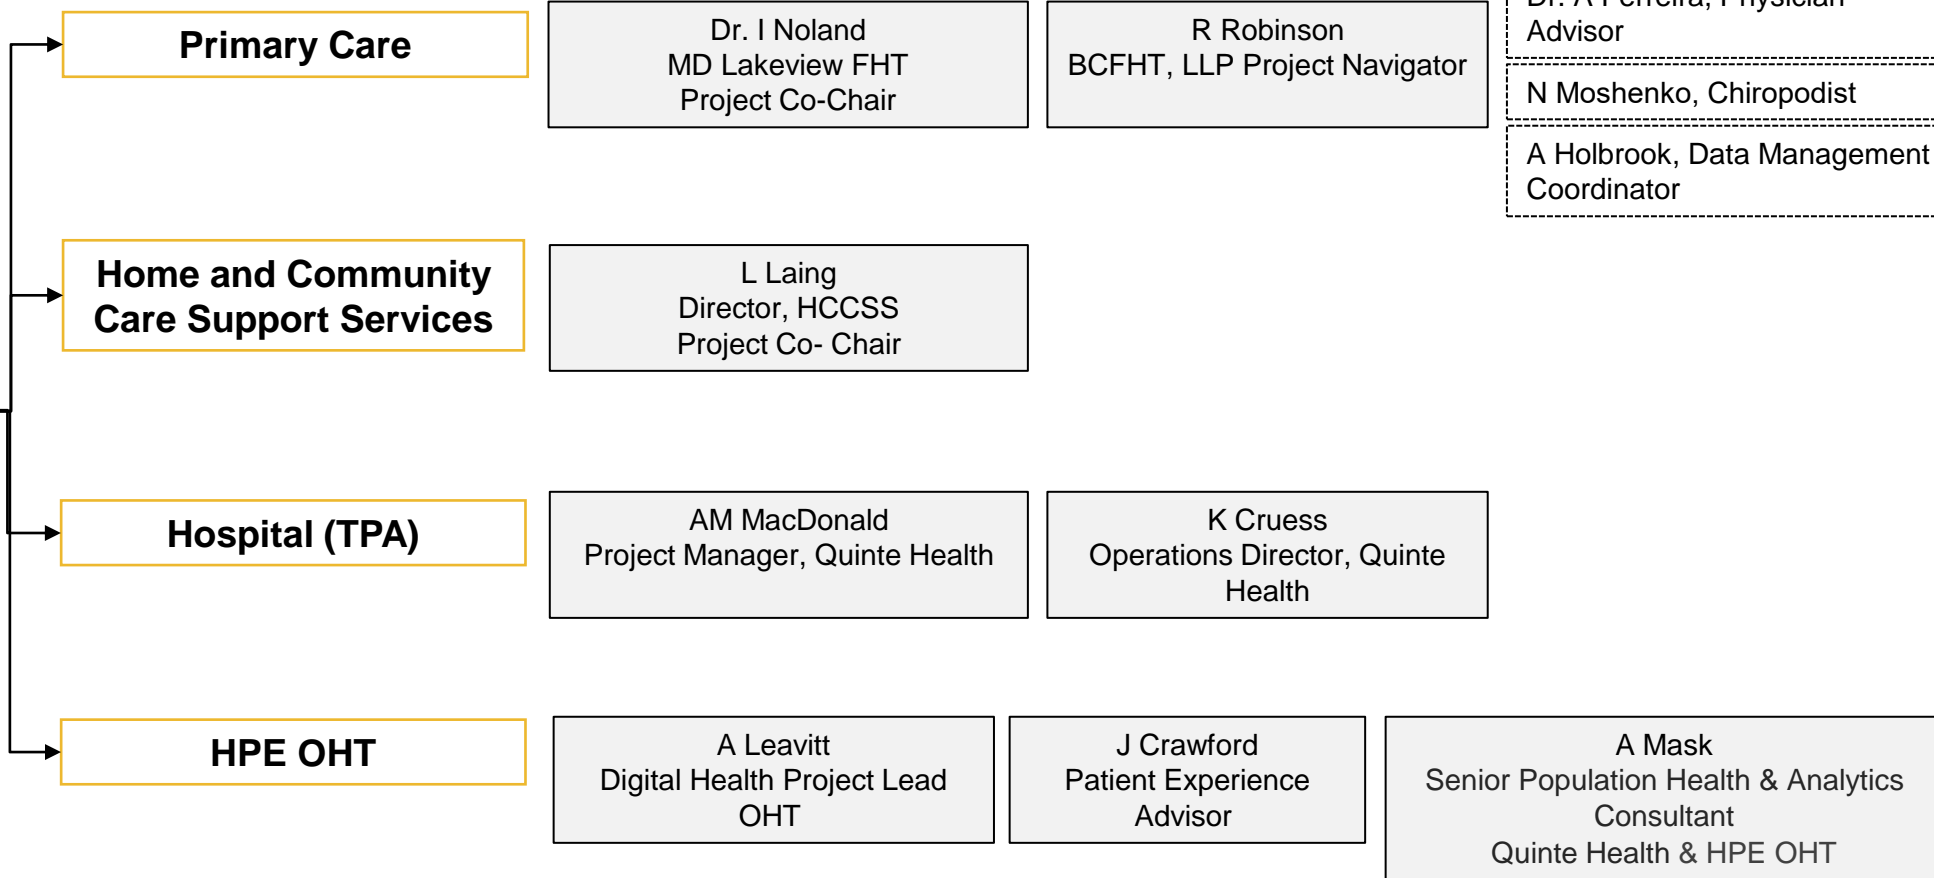 Dr. A Ferreira, Physician
Advisor
Primary Care
Dr. I Noland
MD Lakeview FHT
Project Co-Chair
R Robinson
BCFHT, LLP Project Navigator
N Moshenko, Chiropodist
A Holbrook, Data Management
Coordinator
Home and Community
Care Support Services
L Laing
Director, HCCSS
Project Co- Chair
Hospital (TPA)
AM MacDonald
Project Manager, Quinte Health
K Cruess
Operations Director, Quinte
Health
HPE OHT
A Leavitt
Digital Health Project Lead
OHT
J Crawford
Patient Experience
Advisor
A Mask
Senior Population Health & Analytics
Consultant
Quinte Health & HPE OHT